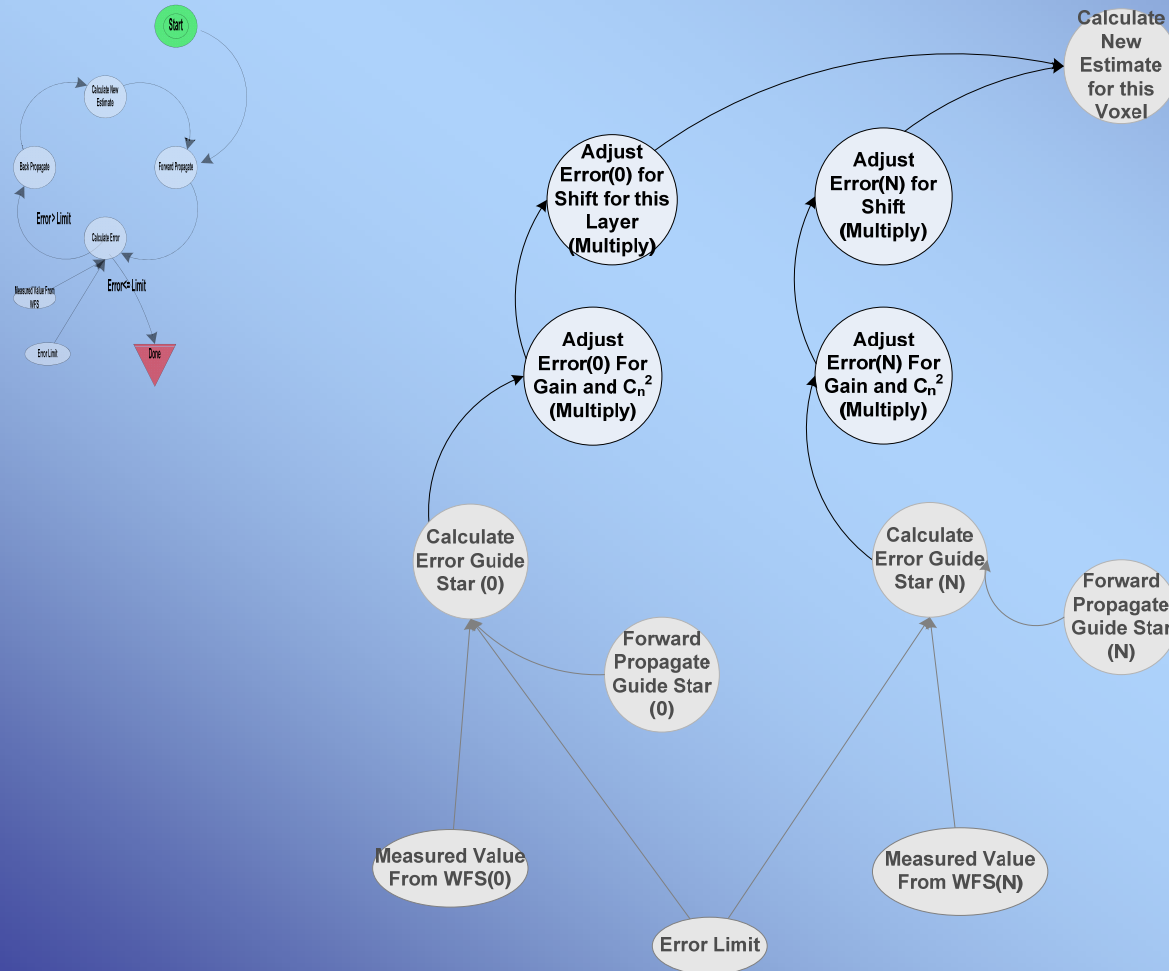 Start
Calculate New
Estimate
Back Propagate
Forward Propagate
Error > Limit
Calculate Error
Measured Value From
WFS
Error<= Limit
Error Limit
Done
Calculate
New
Estimate
for this
Voxel
Adjust
Error(0) for
Shift for this
Layer
(Multiply)
Adjust
Error(N) for
Shift
(Multiply)
Adjust
Error(0) For
Gain and Cn²
(Multiply)
Adjust
Error(N) For
Gain and Cn²
(Multiply)
Calculate
Error Guide
Star (0)
Calculate
Error Guide
Star (N)
Forward
Propagate
Guide Star
(0)
Forward
Propagate
Guide Star
(N)
Measured Value
From WFS(0)
Measured Value
From WFS(N)
Error Limit